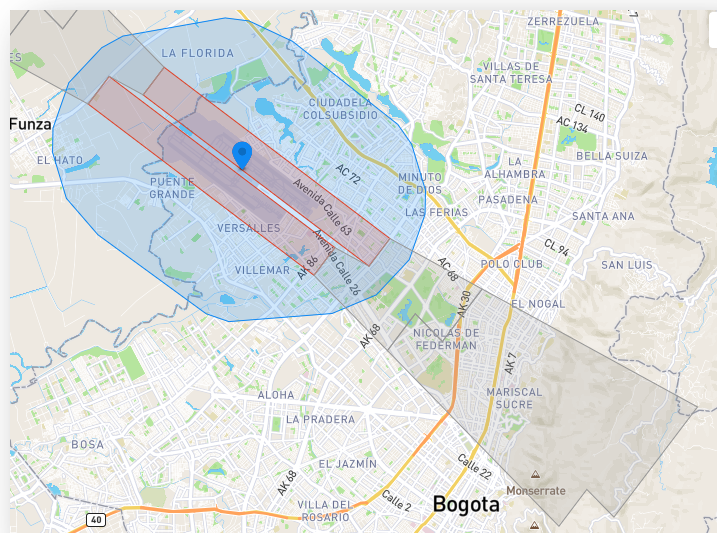 ZERREZUELA
LA FLORIDA
ES
VILLAS DE
SANTA TERESA
CIUDADELA
COLSUBSIDIO
CL 140
AC 134
Funza
EL HATO
BELLA SUIZA
AC 72
LA
ALHAMBRA
MINUTO
DE DIOS
PUENTE
GRANDE
PASADENA
Avenida Calle 63
LAS FERIAS
SANTA ANA
VERSALLES
CL 94
Avenida Calle 26
AK 86
VILLEMAR
AC 68
POLO CLUB
SAN LUIS
AK 30
EL NOGAL
AK 68
NICOLAS DE
FEDERMAN
AK 7
ALOHA
MARISCAL
SUCRE
LA PRADERA
BOSA
EL JAZMÍN
Calle 22
AK 68
Monserrate
Calle 2
VILLA DEL
ROSARIO
Bogota
40